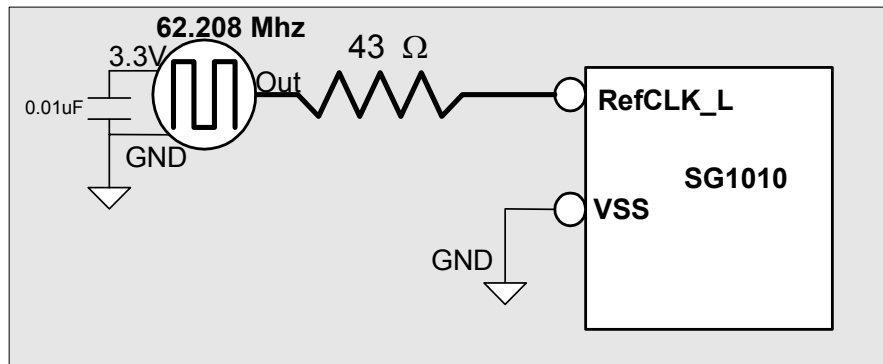 62.208 Mhz
3.3V
43 Ω
Out
0.01uF
RefCLK_L
GND
SG1010
VSS
GND